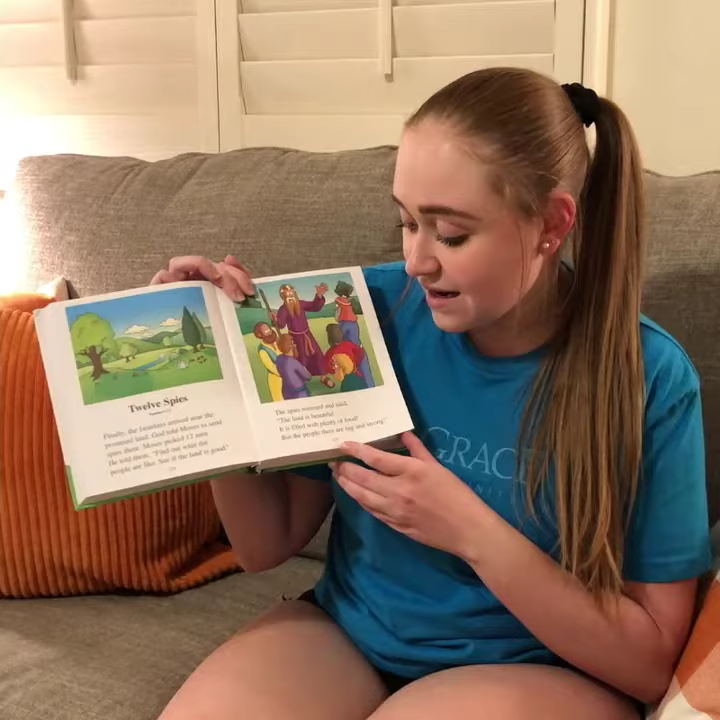 Twelve Spies
Finally, the Israelites arrived near the
promised land. God told Moses to send
spies there. Moses picked 12 men.
He told them, "Find out what the
people are like. See if the land is good."
The spies returned and said,
"The land is beautiful.
It is filled with plenty of food!
But the people there are big and strong."
GRACE